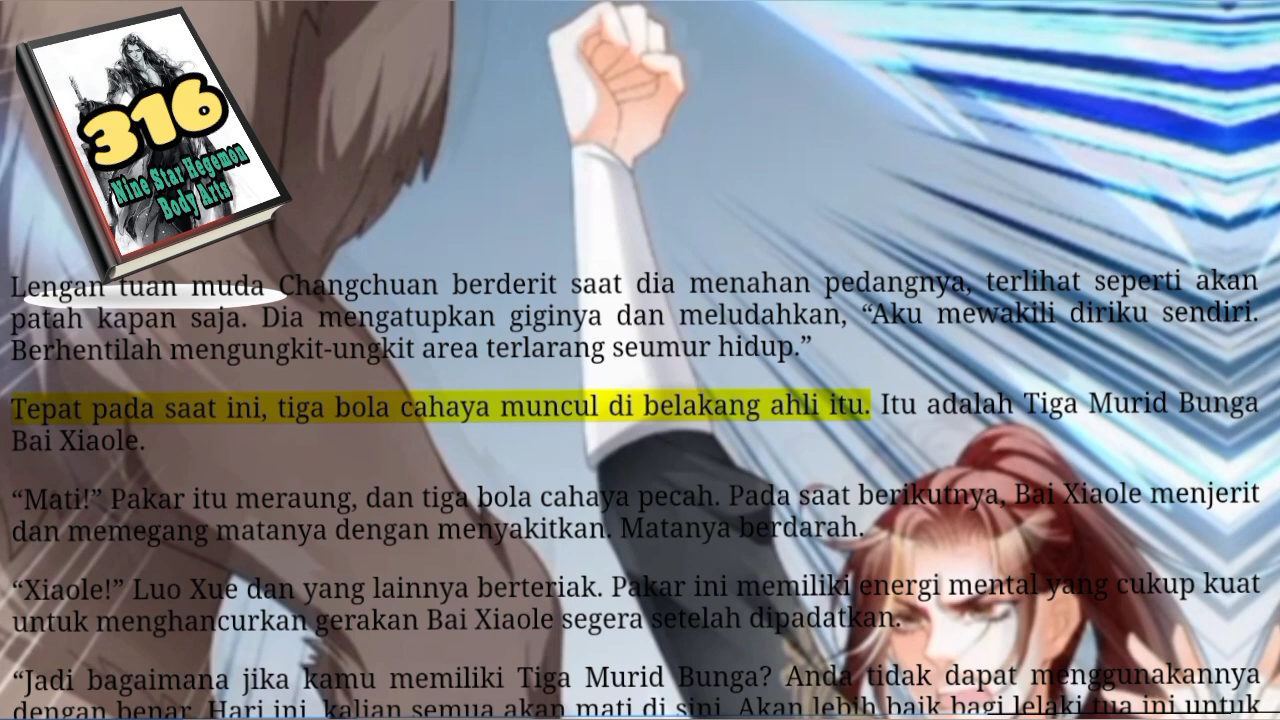 316
Nine Star Hegemon
Body Arts
Lengan tuan muda Changchuan berderit saat dia menahan pedangnya, terlihat seperti akan
patah kapan saja. Dia mengatupkan giginya dan meludahkan, “Aku mewakili diriku sendiri.
Berhentilah mengungkit-ungkit area terlarang seumur hidup.”
Tepat pada saat ini, tiga bola cahaya muncul di belakang ahli itu. Itu adalah Tiga Murid Bunga
Bai Xiaole.
“Mati!” Pakar itu meraung, dan tiga bola cahaya pecah. Pada saat berikutnya, Bai Xiaole menjerit
dan memegang matanya dengan menyakitkan. Matanya berdarah.
“Xiaole!” Luo Xue dan yang lainnya berteriak. Pakar ini memiliki energi mental yang cukup kuat
untuk menghancurkan gerakan Bai Xiaole segera setelah dipadatkan.
“Jadi bagaimana jika kamu memiliki Tiga Murid Bunga? Anda tidak dapat menggunakannya
dengan benar. Hari ini, kalian semua akan mati di sini. Akan lebih baik bagi lelaki tua ini untuk